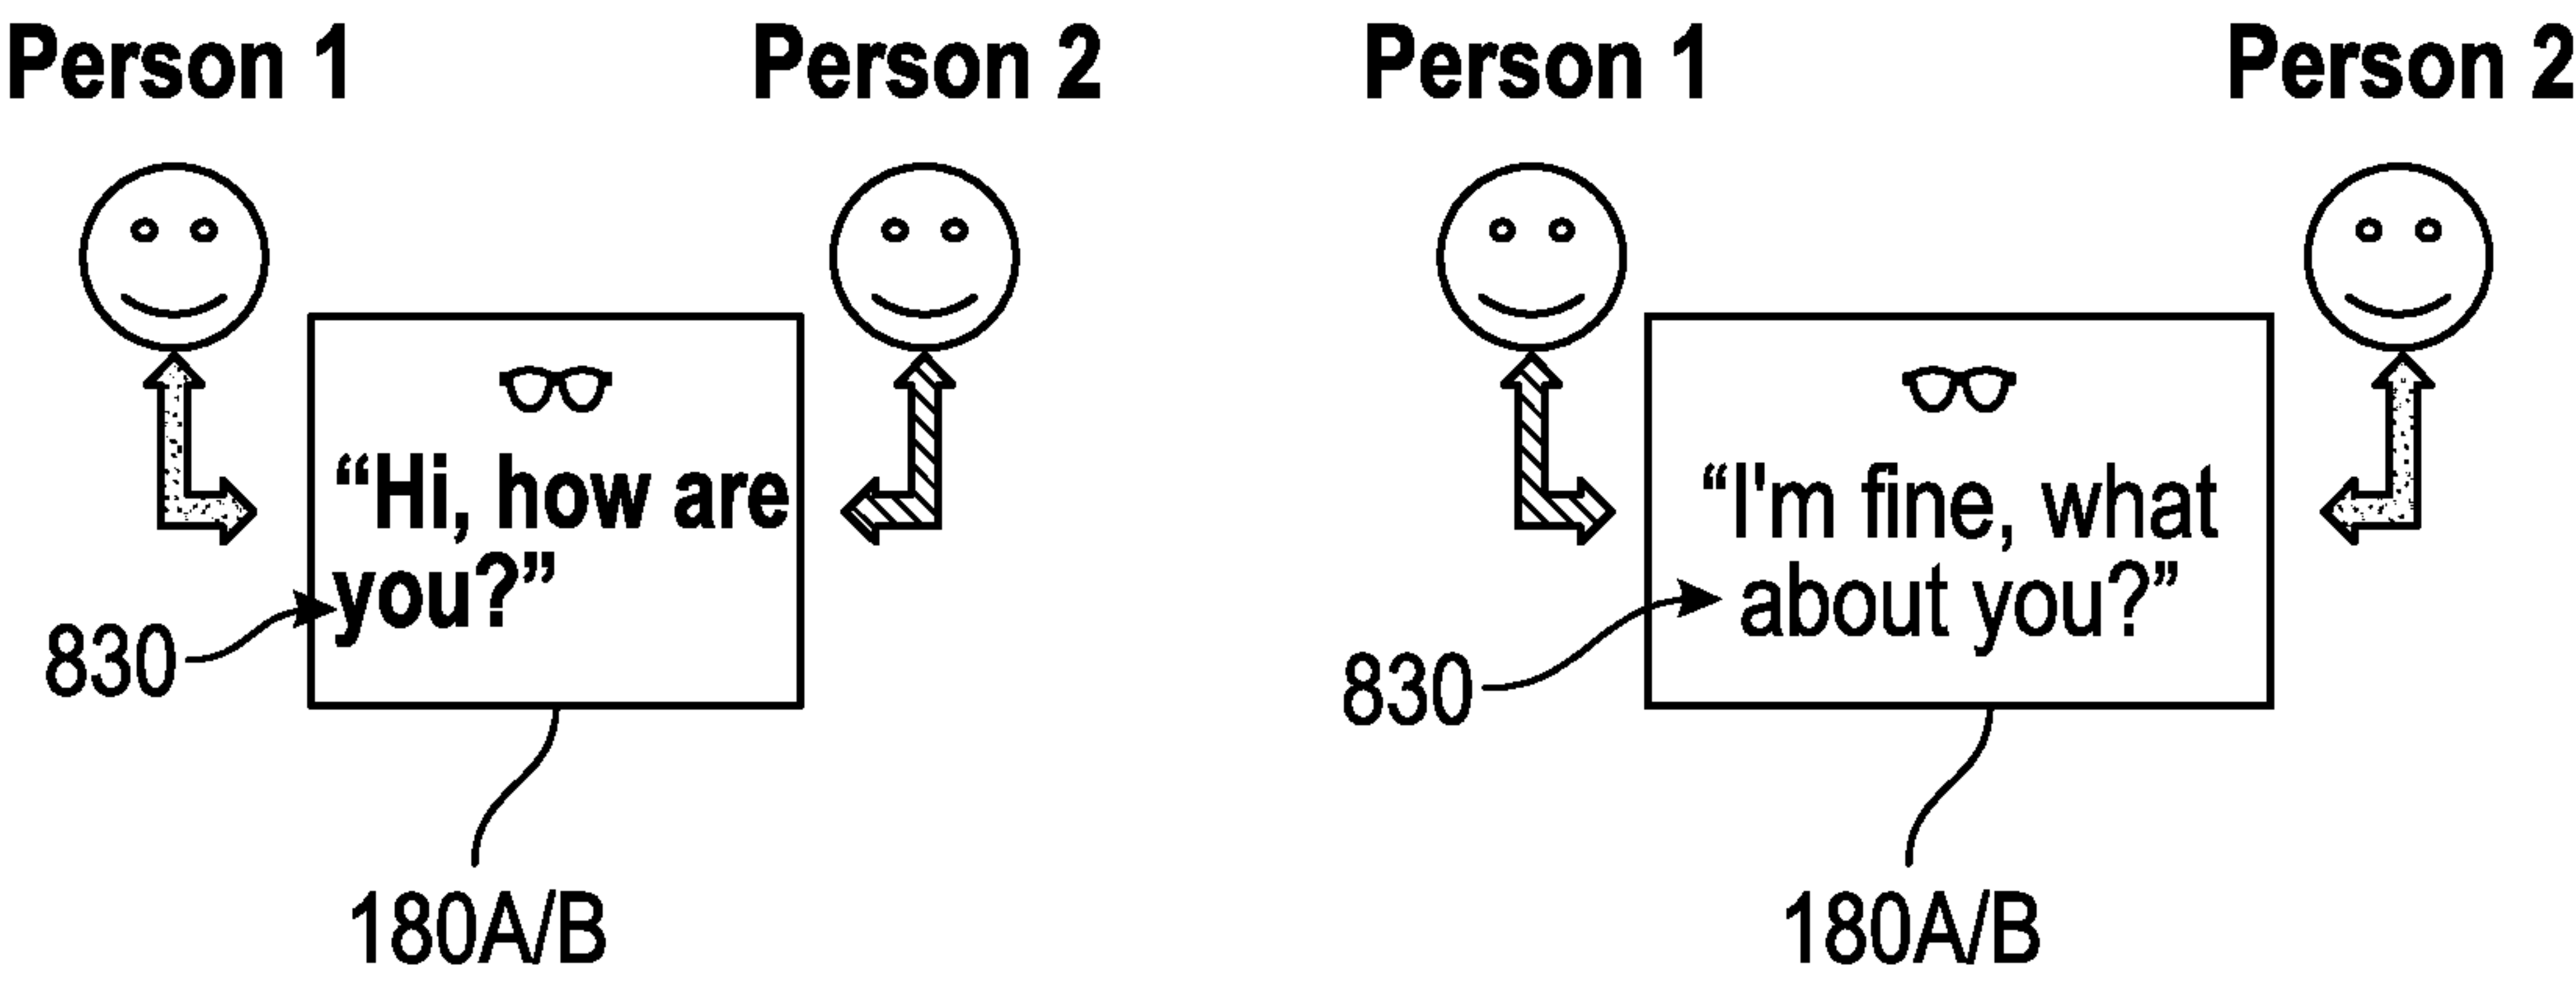 Person 1
Person 2
“Hi, how are
you?”
830
180A/B
Person 1
Person 2
“I'm fine, what
about you?”
830
180A/B